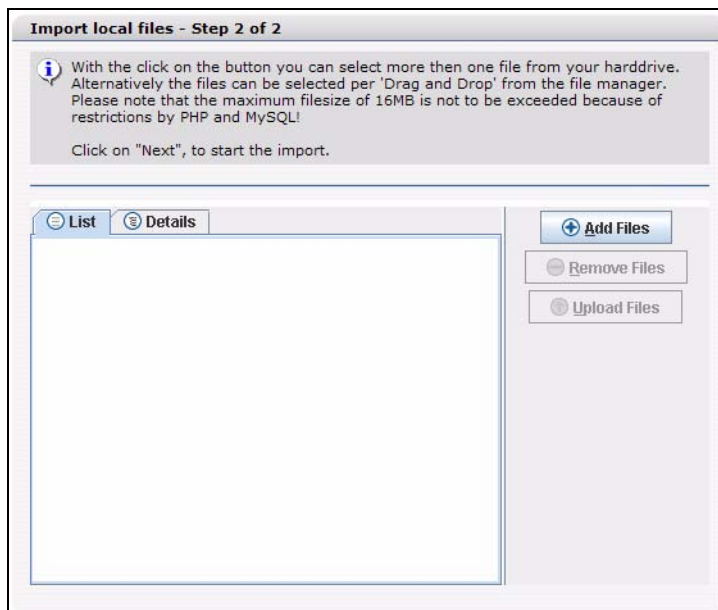 Import local files - Step 2 of 2
With the click on the button you can select more then one file from your harddrive.
Alternatively the files can be selected per 'Drag and Drop' from the file manager.
Please note that the maximum filesize of 16MB is not to be exceeded because of
restrictions by PHP and MySQL!
Click on "Next", to start the import.
List Details
Add Files
Remove Files
Upload Files